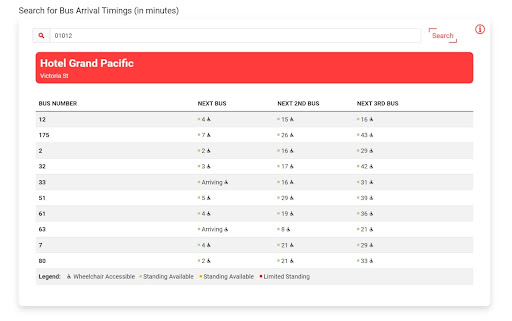 Search for Bus Arrival Timings (in minutes)
01012 Search
Hotel Grand Pacific
Victoria St
BUS NUMBER NEXT BUS NEXT 2ND BUS NEXT 3RD BUS
12 4 15 16
175 7 26 43
2 2 16 29
32 3 17 42
33 Arriving 16 31
51 5 29 39
61 4 19 36
63 Arriving 8 21
7 4 21 29
80 2 21 33
Legend: Wheelchair Accessible Standing Available Standing Available Limited Standing